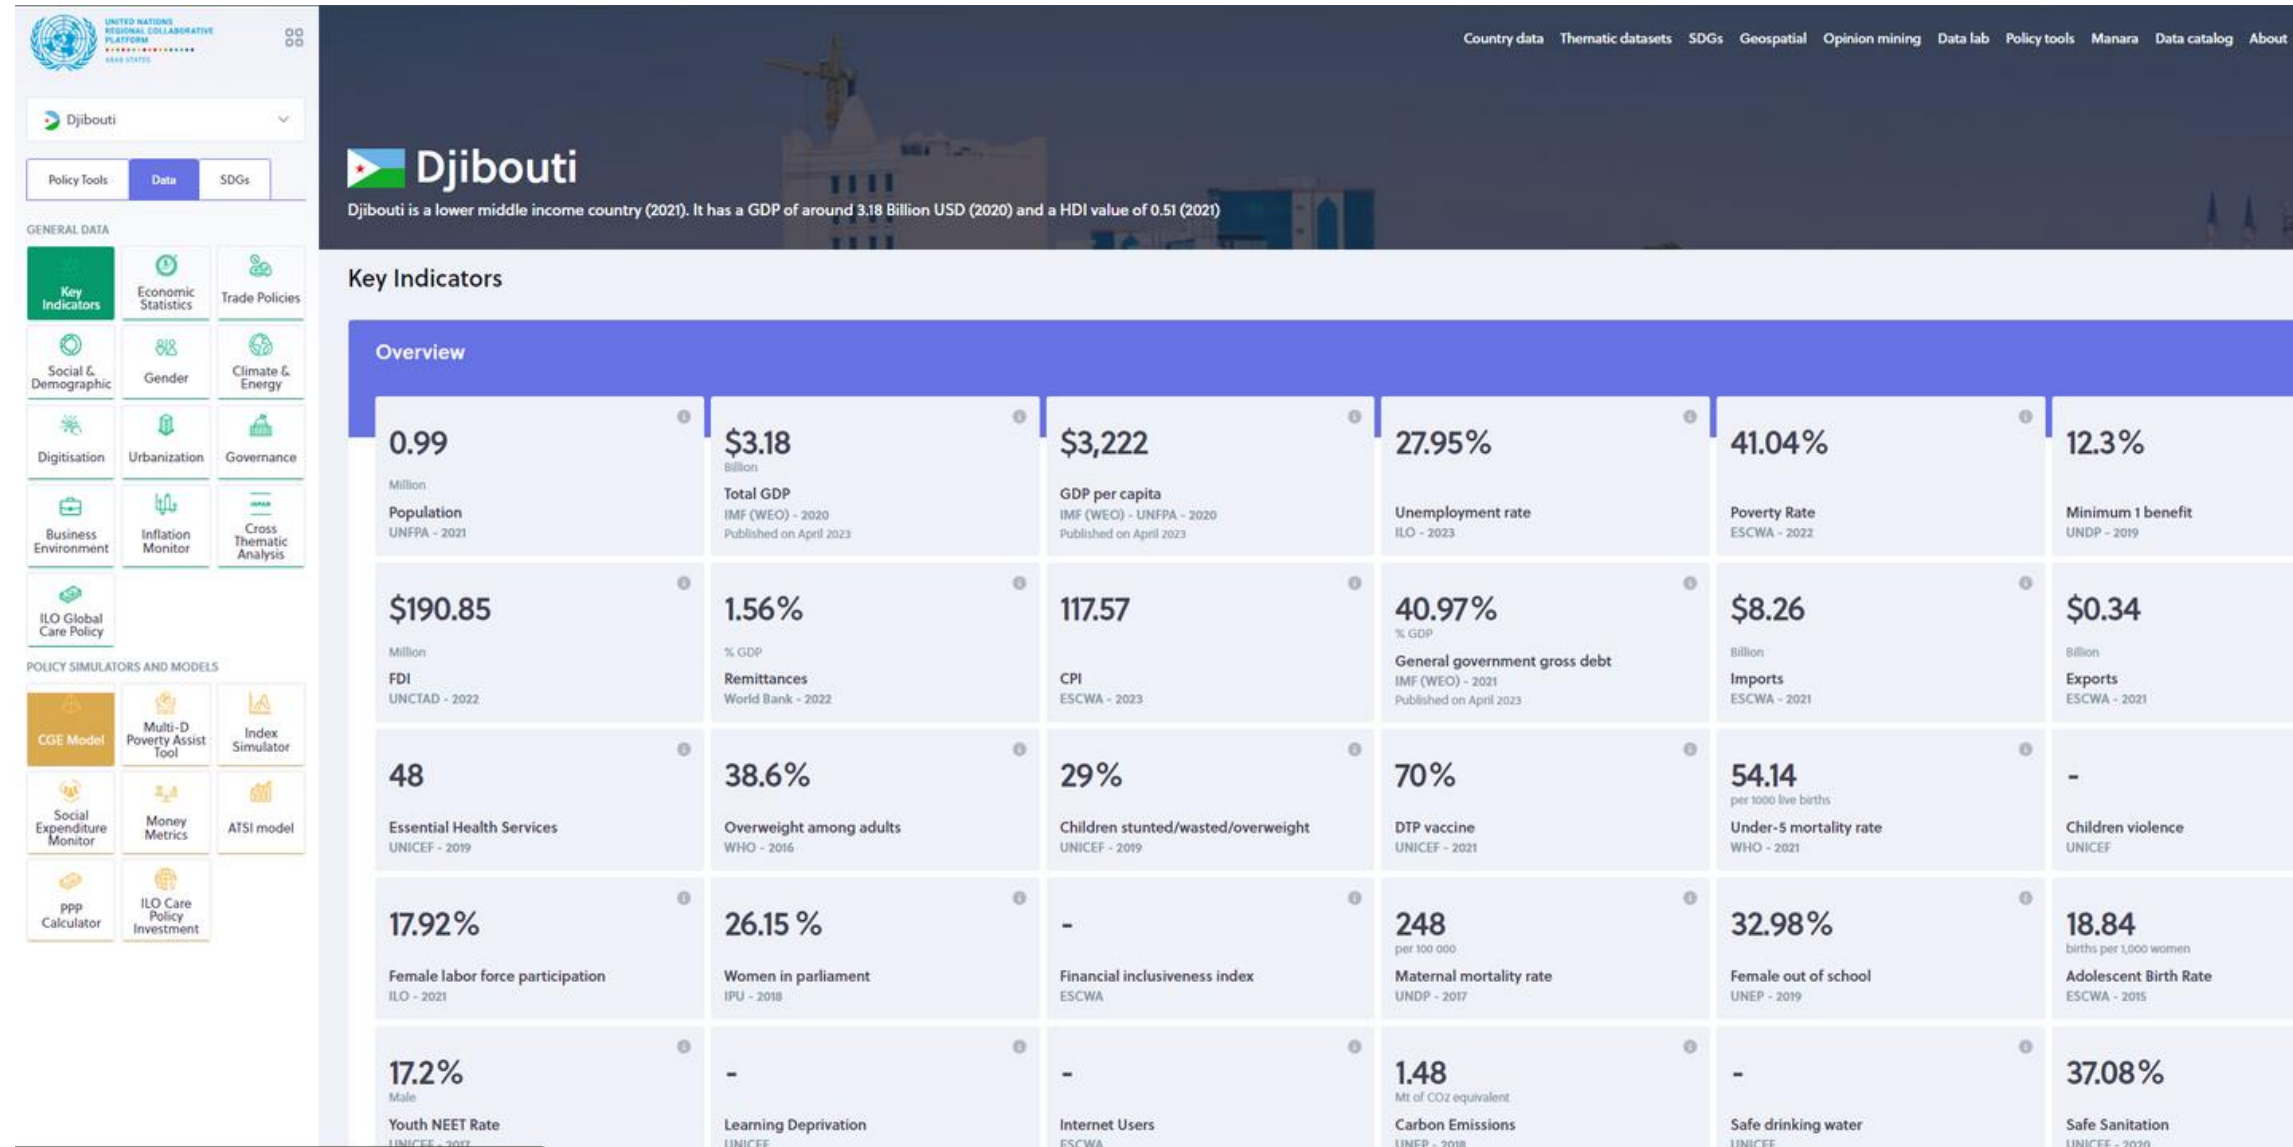 UNITED NATIONS
REGIONAL COLLABORATIVE
PLATFORM
ARAB STATES
Country data Thematic datasets SDGs Geospatial Opinion mining Data lab Policy tools Manara Data catalog About
Djibouti
Policy Tools Data SDGs
Djibouti
Djibouti is a lower middle income country (2021). It has a GDP of around 3.18 Billion USD (2020) and a HDI value of 0.51 (2021)
GENERAL DATA
Key
Indicators
Economic
Statistics
Trade Policies
Social &
Demographic
Gender
Climate &
Energy
Digitisation
Urbanization
Governance
Business
Environment
Inflation
Monitor
Cross
Thematic
Analysis
ILO Global
Care Policy
POLICY SIMULATORS AND MODELS
CGE Model
Multi-D
Poverty Assist
Tool
Index
Simulator
Social
Expenditure
Monitor
Money
Metrics
ATSI model
PPP
Calculator
ILO Care
Policy
Investment
Key Indicators
Overview
0.99
Million
Population
UNFPA - 2021
$3.18
Billion
Total GDP
IMF (WEO) - 2020
Published on April 2023
$3,222
GDP per capita
IMF (WEO) - UNFPA - 2020
Published on April 2023
27.95%
Unemployment rate
ILO - 2023
41.04%
Poverty Rate
ESCWA - 2022
12.3%
Minimum 1 benefit
UNDP - 2019
$190.85
Million
FDI
UNCTAD - 2022
1.56%
% GDP
Remittances
World Bank - 2022
117.57
CPI
ESCWA - 2023
40.97%
% GDP
General government gross debt
IMF (WEO) - 2021
Published on April 2023
$8.26
Billion
Imports
ESCWA - 2021
$0.34
Billion
Exports
ESCWA - 2021
48
Essential Health Services
UNICEF - 2019
38.6%
Overweight among adults
WHO - 2016
29%
Children stunted/wasted/overweight
UNICEF - 2019
70%
DTP vaccine
UNICEF - 2021
54.14
per 1000 live births
Under-5 mortality rate
WHO - 2021
-
Children violence
UNICEF
17.92%
Female labor force participation
ILO - 2021
26.15 %
Women in parliament
IPU - 2018
-
Financial inclusiveness index
ESCWA
248
per 100 000
Maternal mortality rate
UNDP - 2017
32.98%
Female out of school
UNEP - 2019
18.84
births per 1,000 women
Adolescent Birth Rate
ESCWA - 2015
17.2%
Male
Youth NEET Rate
UNICEF - 2017
-
Learning Deprivation
UNICEF
-
Internet Users
ESCWA
1.48
Mt of CO2 equivalent
Carbon Emissions
UNEP - 2018
-
Safe drinking water
UNICEF
37.08%
Safe Sanitation
UNICEF - 2020